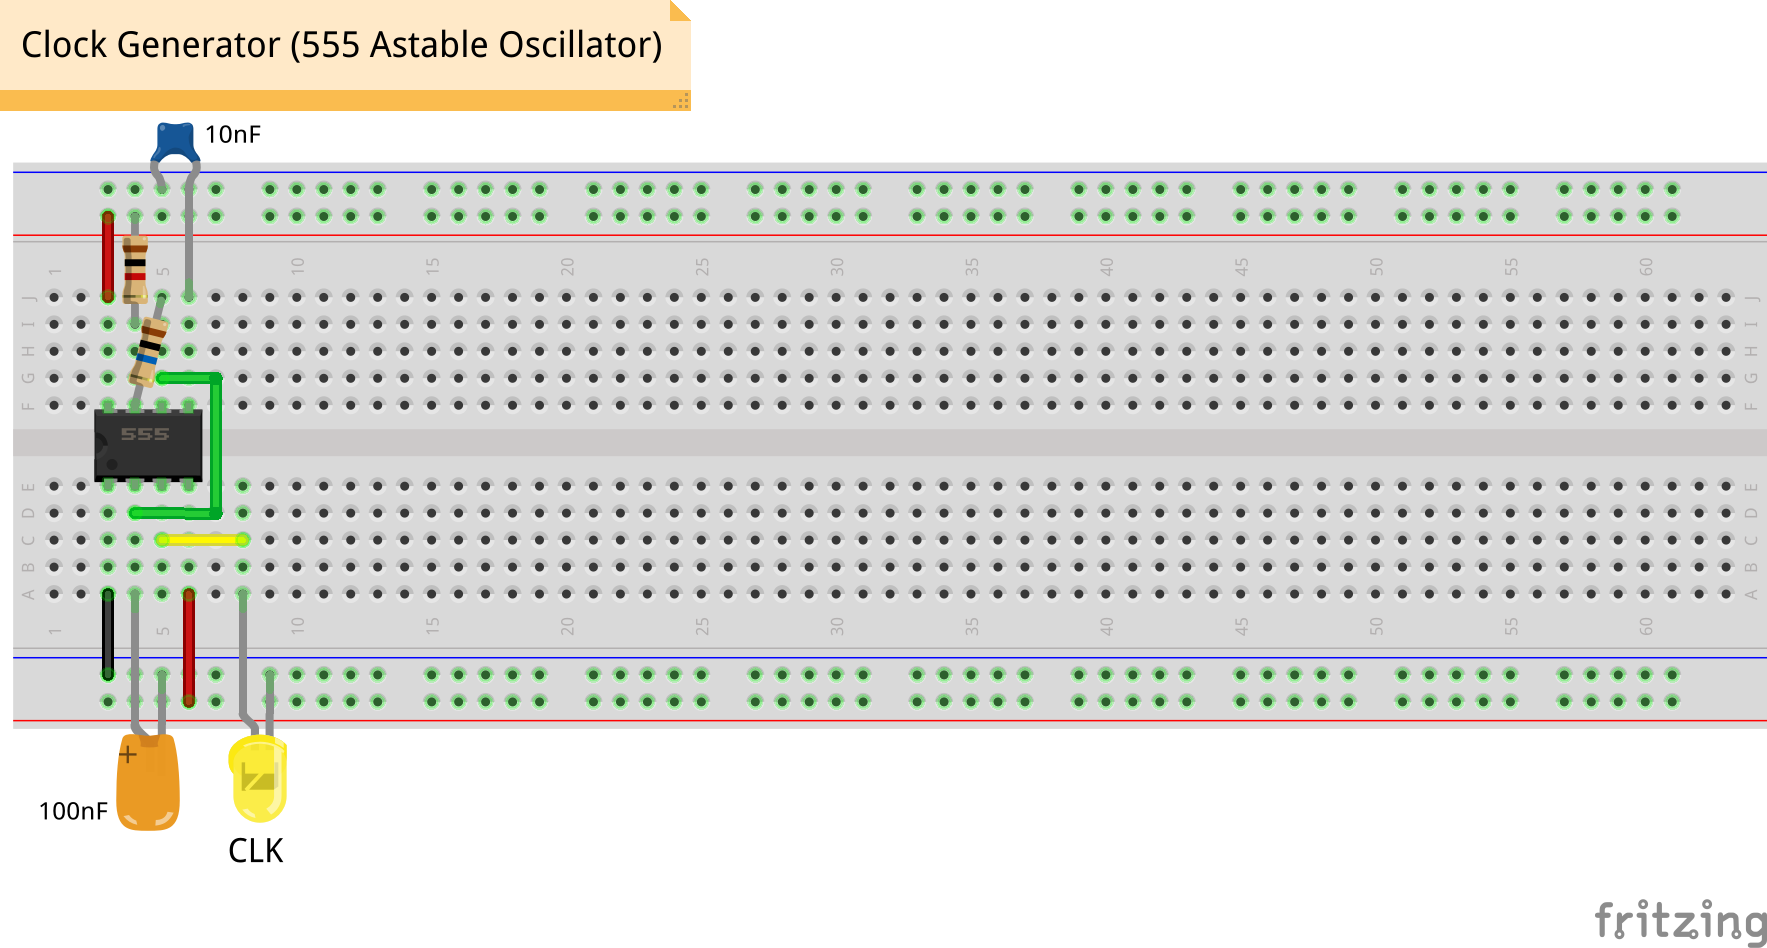 Clock Generator (555 Astable Oscillator)
10nF
1 5 10 15 20 25 30 35 40 45 50 55 60
J J
I I
H H
G G
F F
555
E E
D D
C C
B B
A A
1 5 10 15 20 25 30 35 40 45 50 55 60
+
100nF
CLK
fritzing